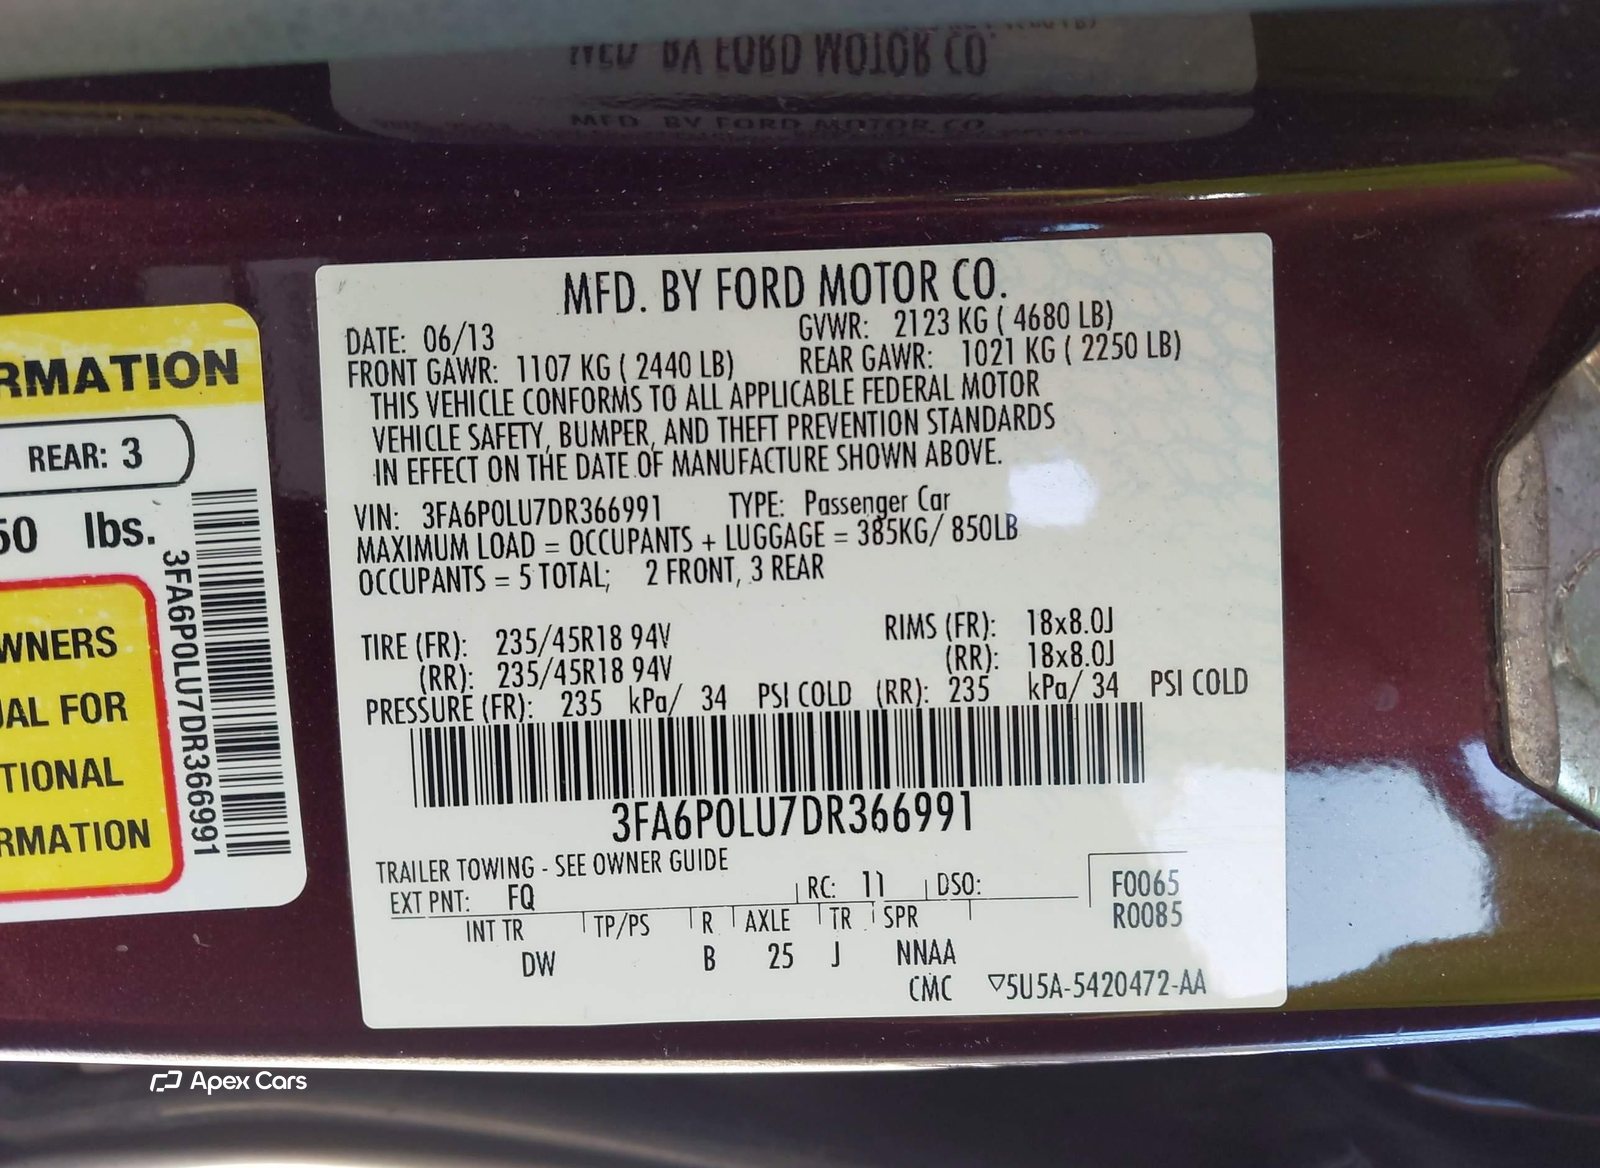 MFD. BY FORD MOTOR CO.
MFD. BY FORD MOTOR CO.
RMATION
REAR: 3
50 lbs.
WNERS
UAL FOR
TIONAL
RMATION
3FA6P0LU7DR366991
MFD. BY FORD MOTOR CO.
DATE: 06/13 GVWR: 2123 KG ( 4680 LB)
FRONT GAWR: 1107 KG ( 2440 LB) REAR GAWR: 1021 KG ( 2250 LB)
THIS VEHICLE CONFORMS TO ALL APPLICABLE FEDERAL MOTOR
VEHICLE SAFETY, BUMPER, AND THEFT PREVENTION STANDARDS
IN EFFECT ON THE DATE OF MANUFACTURE SHOWN ABOVE.
VIN: 3FA6P0LU7DR366991 TYPE: Passenger Car
MAXIMUM LOAD = OCCUPANTS + LUGGAGE = 385KG/ 850LB
OCCUPANTS = 5 TOTAL; 2 FRONT, 3 REAR
TIRE (FR): 235/45R18 94V RIMS (FR): 18x8.0J
(RR): 235/45R18 94V (RR): 18x8.0J
PRESSURE (FR): 235 kPa/ 34 PSI COLD (RR): 235 kPa/ 34 PSI COLD
3FA6P0LU7DR366991
TRAILER TOWING - SEE OWNER GUIDE
EXT PNT: FQ RC: 11 DSO: F0065
INT TR TP/PS R AXLE TR SPR R0085
DW B 25 J NNAA
CMC ▽5U5A-5420472-AA
Apex Cars